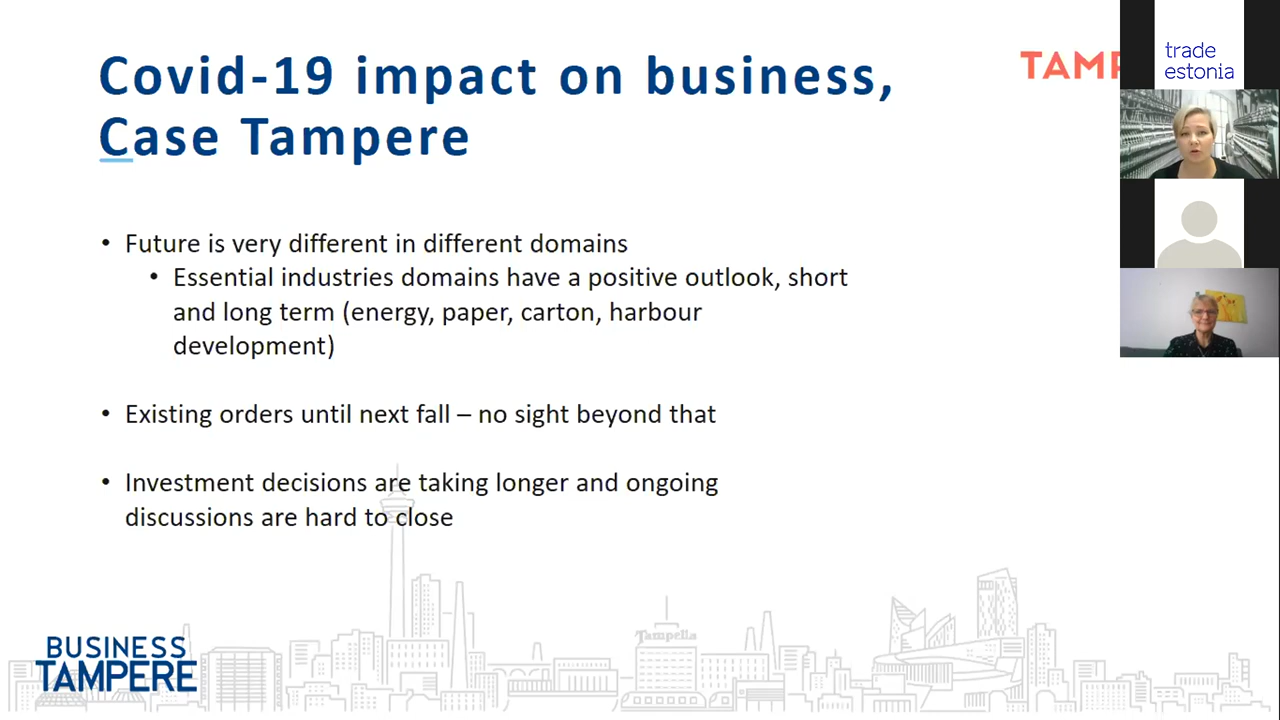 Covid-19 impact on business,
Case Tampere
TAMP
trade
estonia
• Future is very different in different domains
• Essential industries domains have a positive outlook, short
and long term (energy, paper, carton, harbour
development)
• Existing orders until next fall – no sight beyond that
• Investment decisions are taking longer and ongoing
discussions are hard to close
Tampella
BUSINESS
TAMPERE